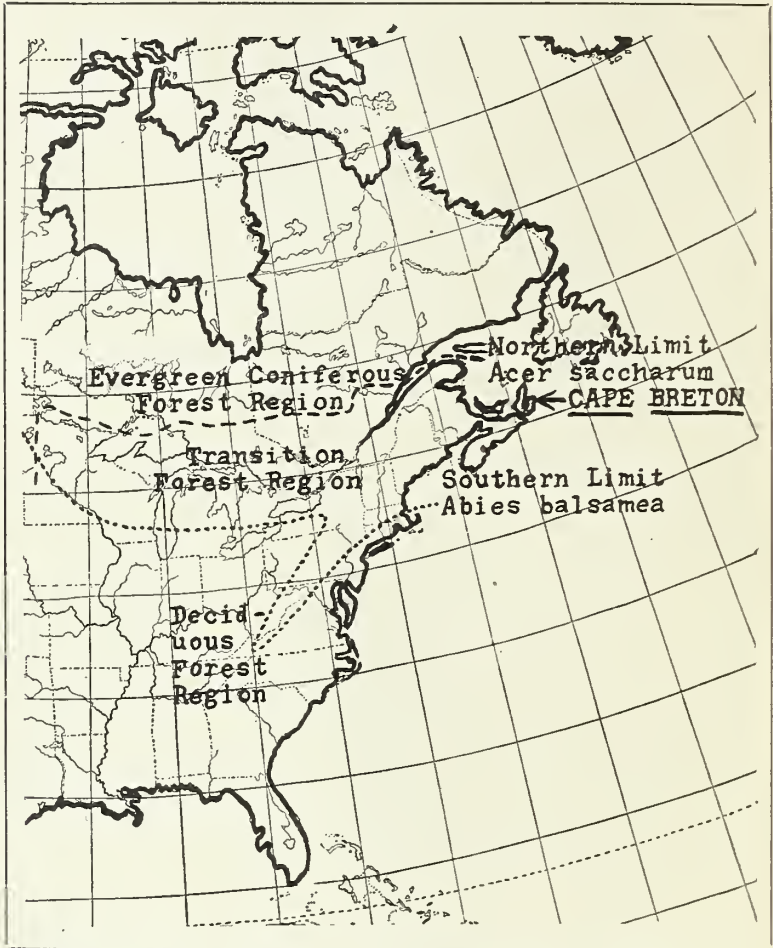 Northern Limit
Acer saccharum
Evergreen Coniferous
Forest Region
CAPE BRETON
Transition
Forest Region
Southern Limit
Abies balsamea
Decid-
uous
Forest
Region